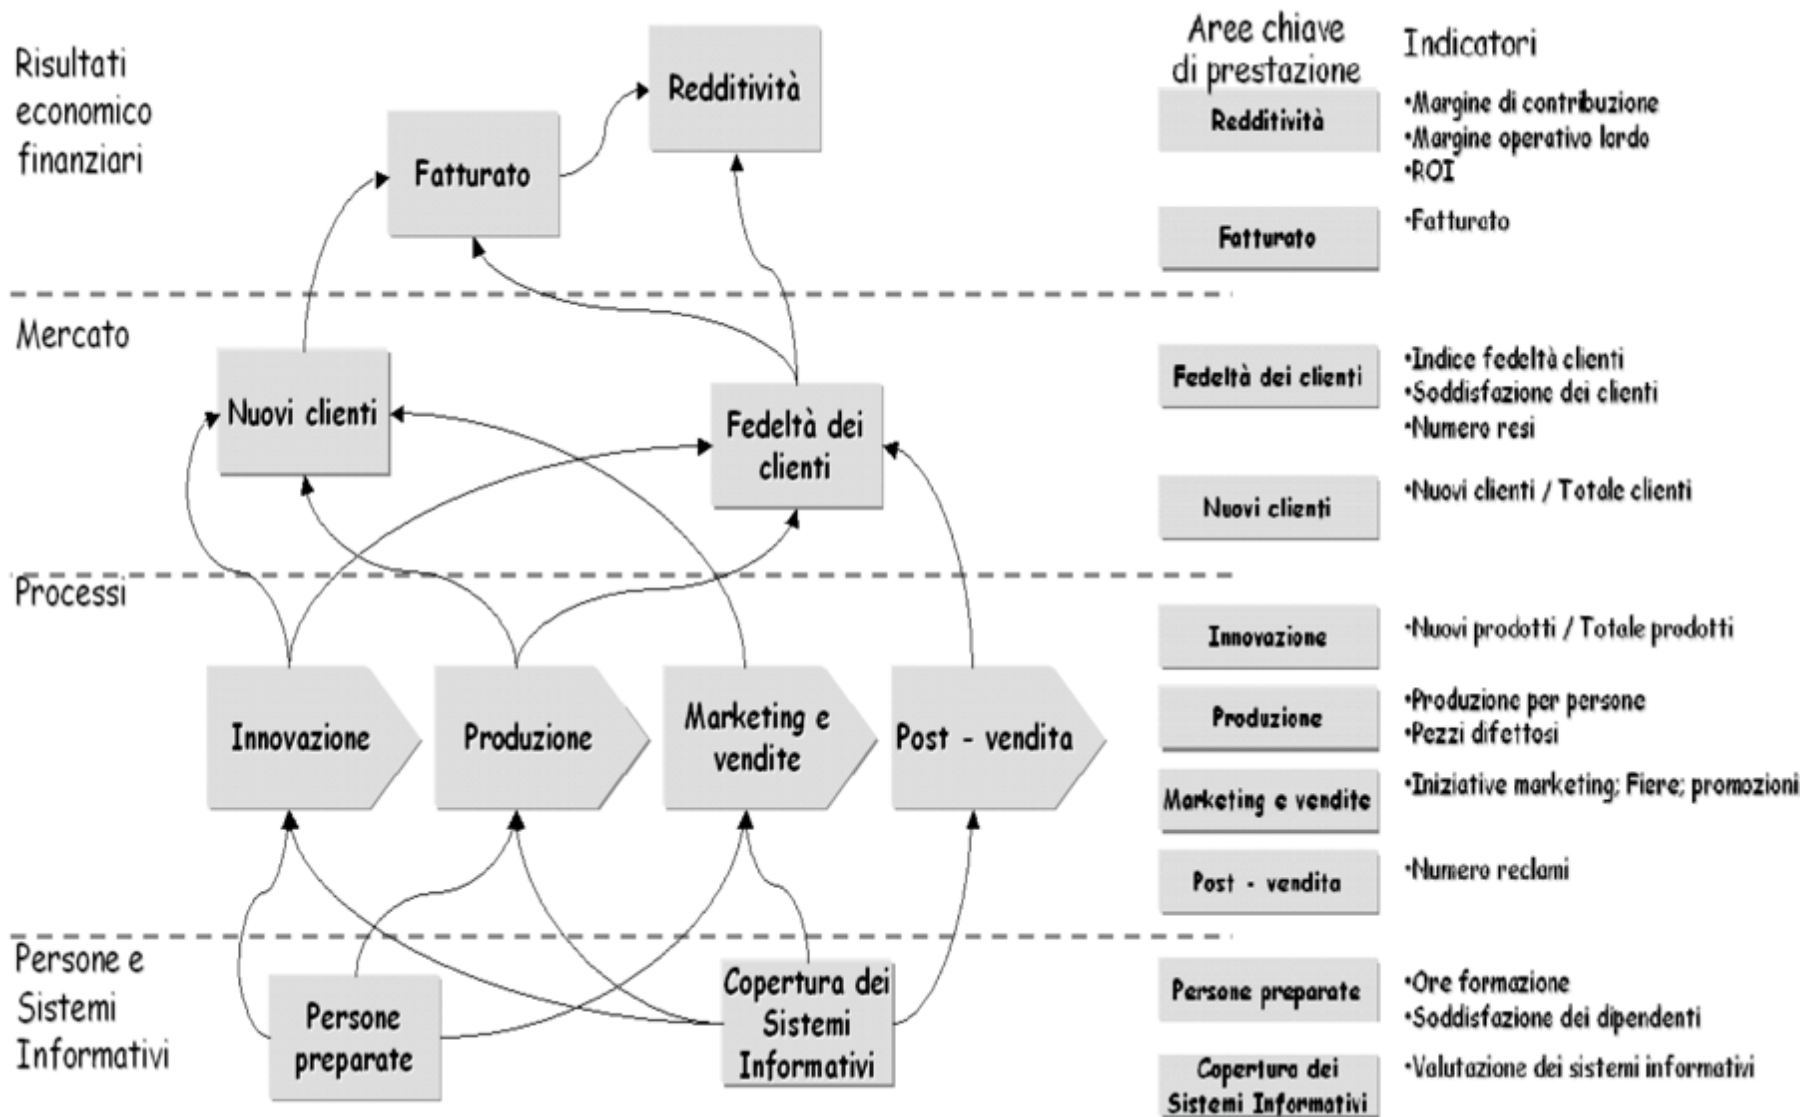 Risultati
economico
finanziari
Redditività
Fatturato
Mercato
Nuovi clienti
Fedeltà dei
clienti
Processi
Innovazione
Produzione
Marketing e
vendite
Post - vendita
Persone e
Sistemi
Informativi
Persone
preparate
Copertura dei
Sistemi
Informativi
Aree chiave
di prestazione
Indicatori
Redditività
•Margine di contribuzione
•Margine operativo lordo
•ROI
Fatturato
•Fatturato
Fedeltà dei clienti
•Indice fedeltà clienti
•Soddisfazione dei clienti
•Numero resi
Nuovi clienti
•Nuovi clienti / Totale clienti
Innovazione
•Nuovi prodotti / Totale prodotti
Produzione
•Produzione per persone
•Pezzi difettosi
Marketing e vendite
•Iniziative marketing; Fiere; promozioni
Post - vendita
•Numero reclami
Persone preparate
•Ore formazione
•Soddisfazione dei dipendenti
Copertura dei
Sistemi Informativi
•Valutazione dei sistemi informativi